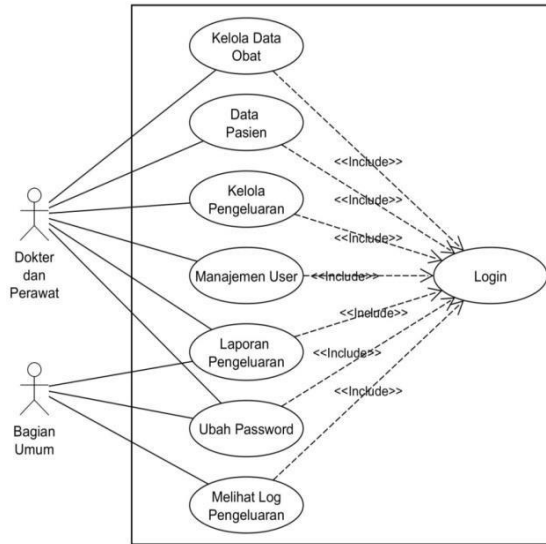 Kelola Data
Obat
Data
Pasien
<<Include>>
<<Include>>
Kelola
Pengeluaran
<<Include>>
Dokter
dan
Perawat
Manajemen User
<<Include>>
Login
<<Include>>
Laporan
Pengeluaran
<<Include>>
Bagian
Umum
Ubah Password
<<Include>>
Melihat Log
Pengeluaran